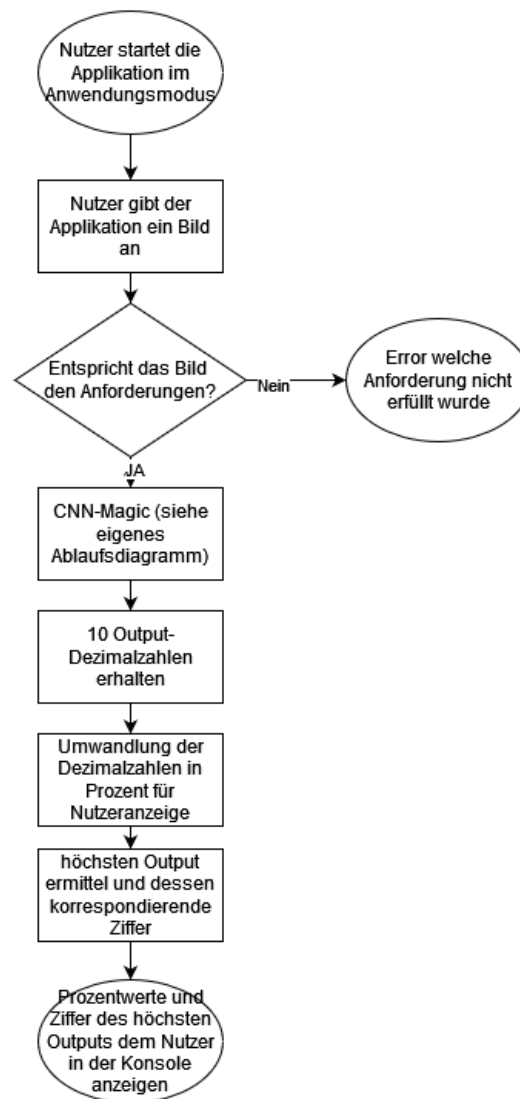 Nutzer startet die
Applikation im
Anwendungsmodus
Nutzer gibt der
Applikation ein Bild
an
Entspricht das Bild
den Anforderungen?
Nein
Error welche
Anforderung nicht
erfüllt wurde
JA
CNN-Magic (siehe
eigenes
Ablaufsdiagramm)
10 Output-
Dezimalzahlen
erhalten
Umwandlung der
Dezimalzahlen in
Prozent für
Nutzeranzeige
höchsten Output
ermittel und dessen
korrespondierende
Ziffer
Prozentwerte und
Ziffer des höchsten
Outputs dem Nutzer
in der Konsole
anzeigen